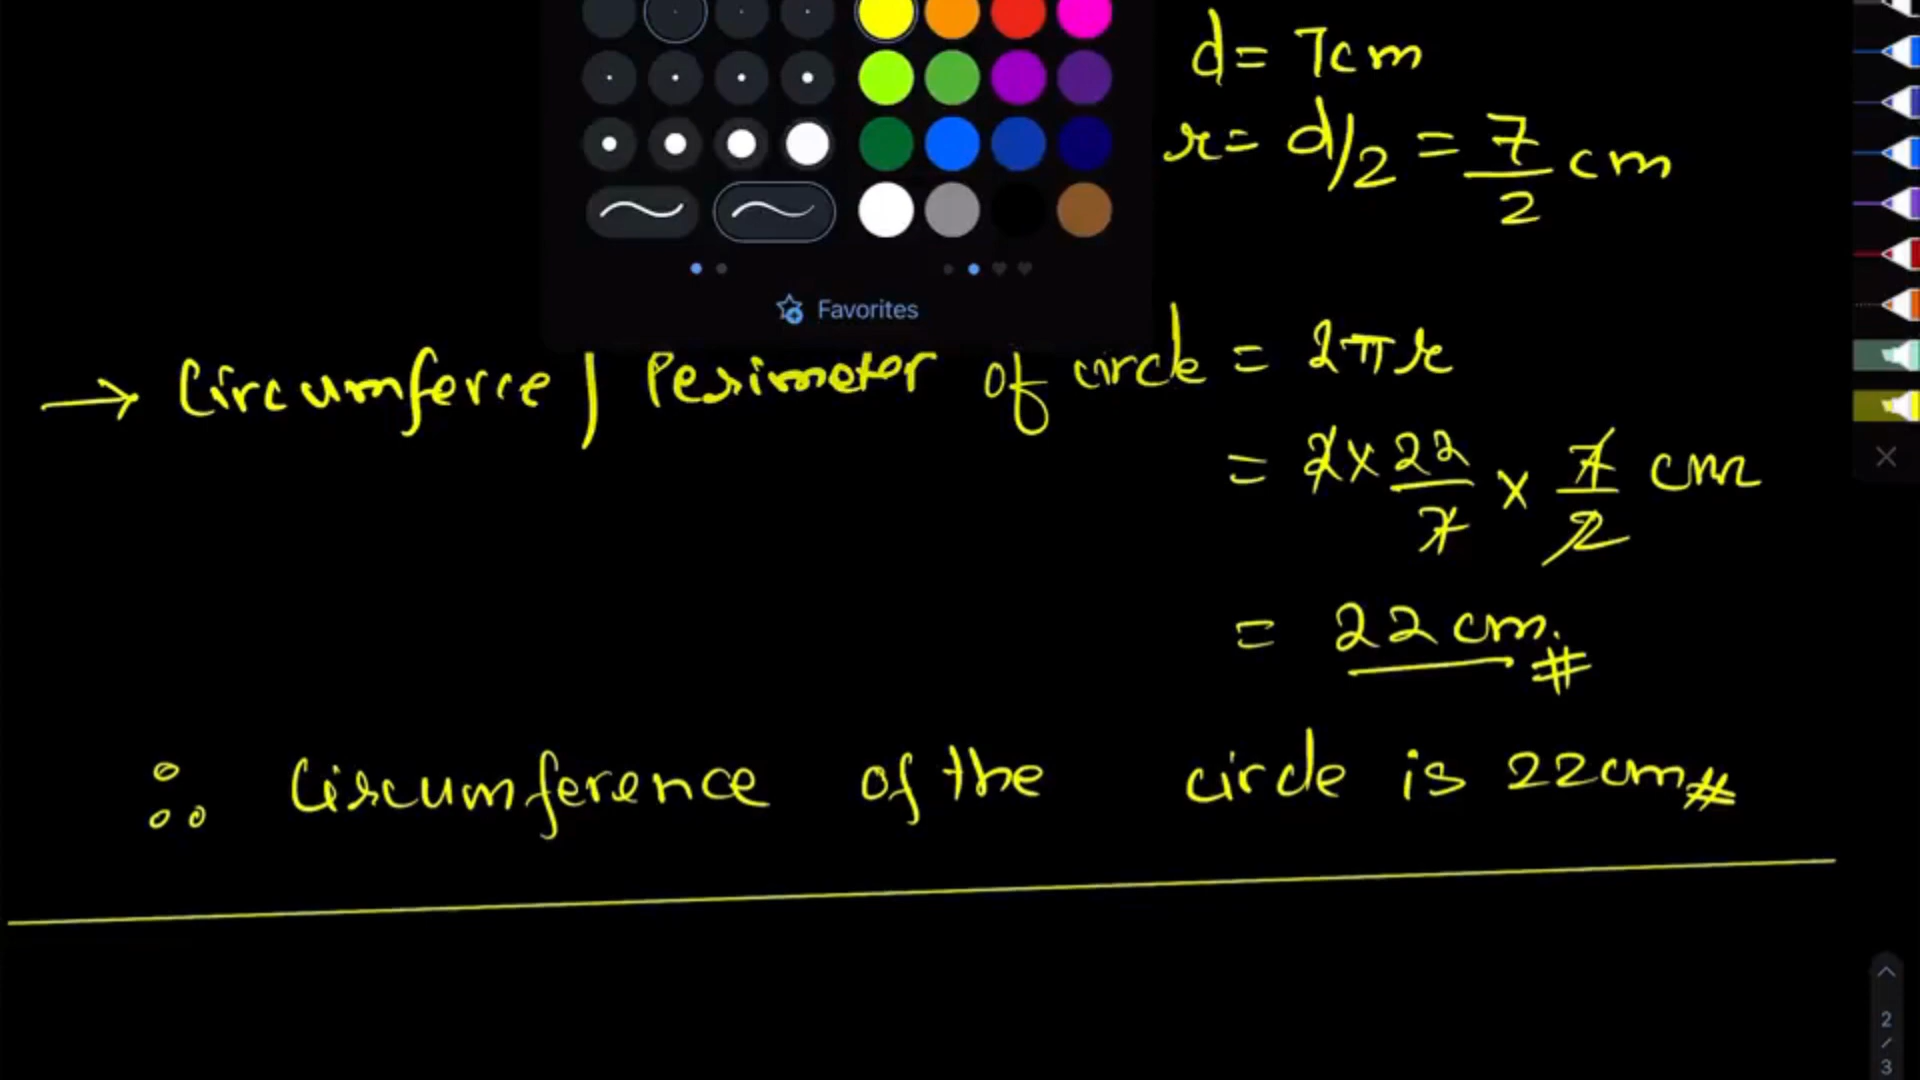 d = 7cm
r = d/2 = 7/2 cm
Favorites
→ Circumferce / Perimeter of circle = 2πr
= 2 × 22/7 × 7/2 cm
= 22 cm. #
∴ Circumference of the circle is 22cm #
2
/
3